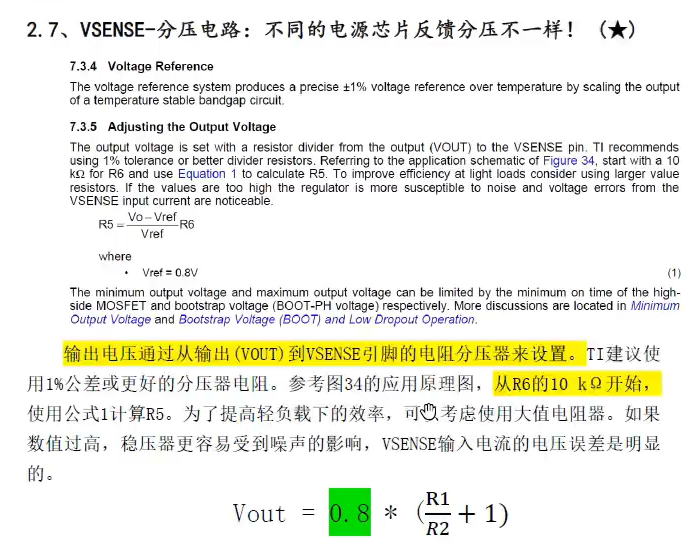 2.7、VSENSE-分压电路：不同的电源芯片反馈分压不一样！（★）
7.3.4 Voltage Reference
The voltage reference system produces a precise ±1% voltage reference over temperature by scaling the output
of a temperature stable bandgap circuit.
7.3.5 Adjusting the Output Voltage
The output voltage is set with a resistor divider from the output (VOUT) to the VSENSE pin. TI recommends
using 1% tolerance or better divider resistors. Referring to the application schematic of Figure 34, start with a 10
kΩ for R6 and use Equation 1 to calculate R5. To improve efficiency at light loads consider using larger value
resistors. If the values are too high the regulator is more susceptible to noise and voltage errors from the
VSENSE input current are noticeable.
R5 = (Vo – Vref)/Vref R6
where
• Vref = 0.8V (1)
The minimum output voltage and maximum output voltage can be limited by the minimum on time of the high-
side MOSFET and bootstrap voltage (BOOT-PH voltage) respectively. More discussions are located in Minimum
Output Voltage and Bootstrap Voltage (BOOT) and Low Dropout Operation.
输出电压通过从输出(VOUT)到VSENSE引脚的电阻分压器来设置。TI建议使
用1%公差或更好的分压器电阻。参考图34的应用原理图，从R6的10 kΩ开始，
使用公式1计算R5。为了提高轻负载下的效率，可考虑使用大值电阻器。如果
数值过高，稳压器更容易受到噪声的影响，VSENSE输入电流的电压误差是明显
的。
Vout = 0.8 * (R1/R2 + 1)